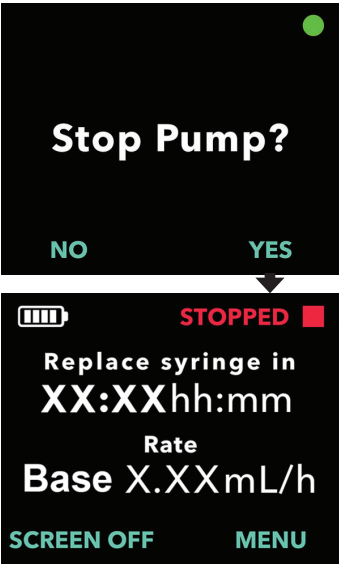 Stop Pump?
NO YES
STOPPED
Replace syringe in
XX:XXhh:mm
Rate
Base X.XXmL/h
SCREEN OFF MENU